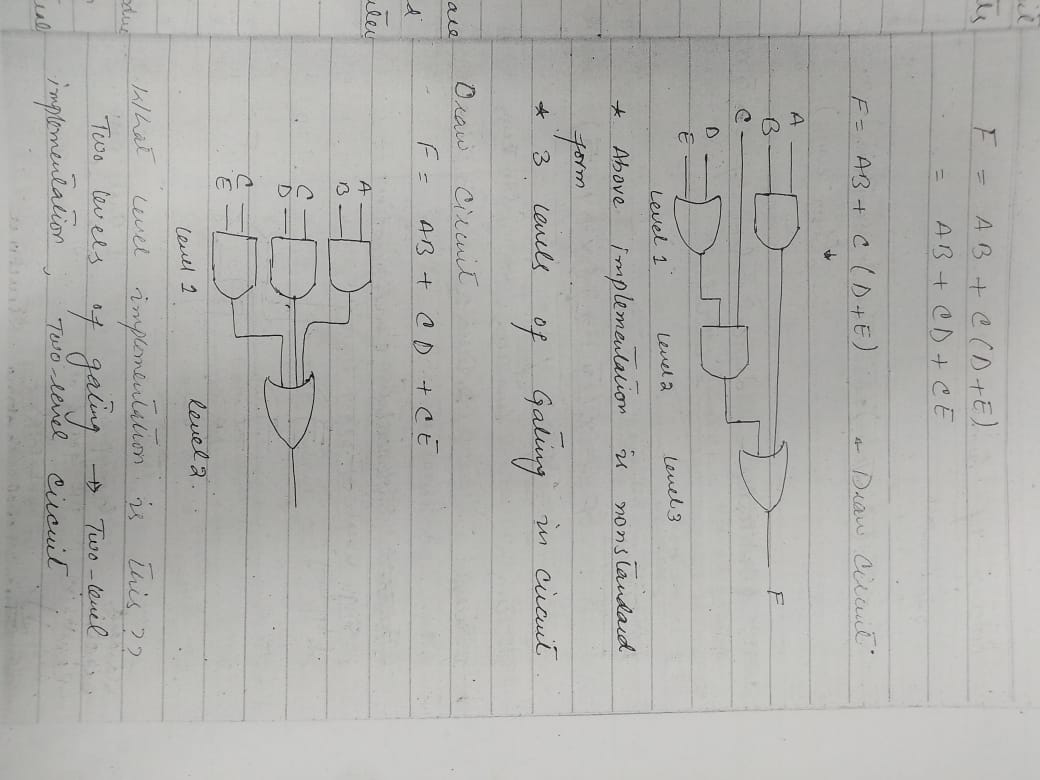 F = AB + C(D+E)
= AB + CD + CE
F = AB + C(D+E) Draw Circuit.
A
B
C
D
E
F
Level 1 Level 2 Level 3
* Above implementation is nonstandard
form
* 3 levels of Gating in circuit.
Draw Circuit
F = AB + CD + CE
A
B
C
D
C
E
Level 1. Level 2.
What level implementation is this ??
Two levels of gating → Two-level
implementation, Two-level circuit
are
d